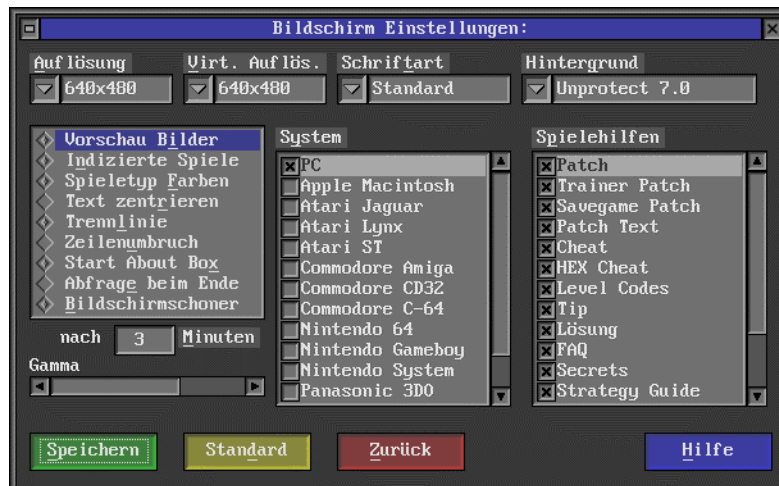 Bildschirm Einstellungen:
Auflösung
Virt. Auflös.
Schriftart
Hintergrund
640x480
640x480
Standard
Unprotect 7.0
Vorschau Bilder
Indizierte Spiele
Spieletyp Farben
Text zentrieren
Trennlinie
Zeilenumbruch
Start About Box
Abfrage beim Ende
Bildschirmschoner
nach 3 Minuten
Gamma
System
PC
Apple Macintosh
Atari Jaguar
Atari Lynx
Atari ST
Commodore Amiga
Commodore CD32
Commodore C-64
Nintendo 64
Nintendo Gameboy
Nintendo System
Panasonic 3DO
Spielehilfen
Patch
Trainer Patch
Savegame Patch
Patch Text
Cheat
HEX Cheat
Level Codes
Tip
Lösung
FAQ
Secrets
Strategy Guide
Speichern
Standard
Zurück
Hilfe